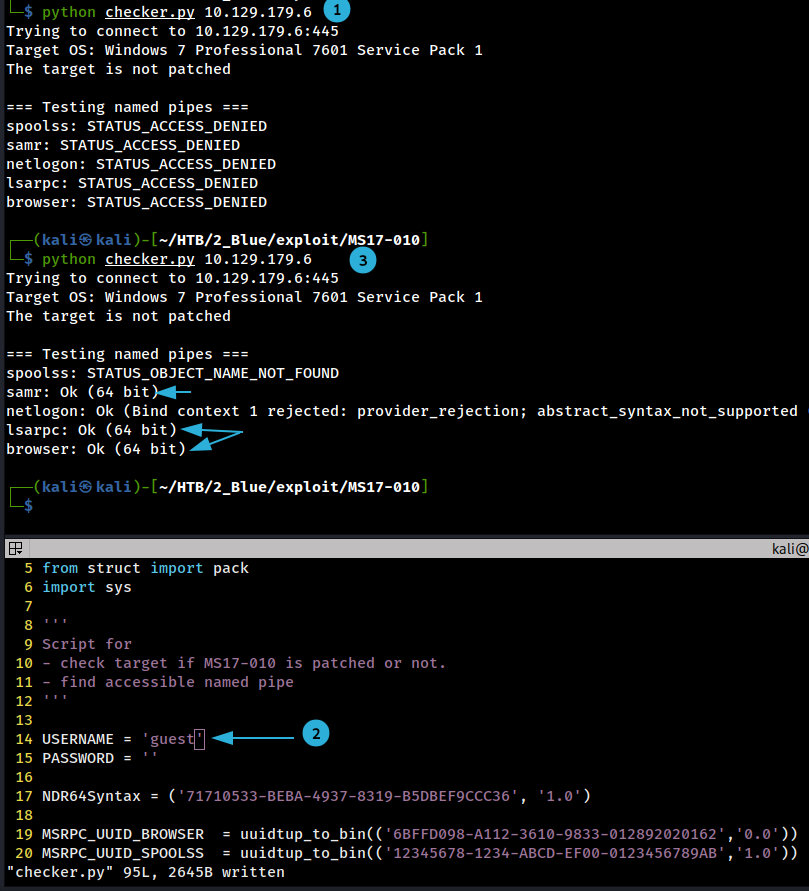 └─$ python checker.py 10.129.179.6 1
Trying to connect to 10.129.179.6:445
Target OS: Windows 7 Professional 7601 Service Pack 1
The target is not patched
=== Testing named pipes ===
spoolss: STATUS_ACCESS_DENIED
samr: STATUS_ACCESS_DENIED
netlogon: STATUS_ACCESS_DENIED
lsarpc: STATUS_ACCESS_DENIED
browser: STATUS_ACCESS_DENIED
┌──(kali㉿kali)-[~/HTB/2_Blue/exploit/MS17-010]
└─$ python checker.py 10.129.179.6 3
Trying to connect to 10.129.179.6:445
Target OS: Windows 7 Professional 7601 Service Pack 1
The target is not patched
=== Testing named pipes ===
spoolss: STATUS_OBJECT_NAME_NOT_FOUND
samr: Ok (64 bit)
netlogon: Ok (Bind context 1 rejected: provider_rejection; abstract_syntax_not_supported (
lsarpc: Ok (64 bit)
browser: Ok (64 bit)
┌──(kali㉿kali)-[~/HTB/2_Blue/exploit/MS17-010]
└─$
kali@
5 from struct import pack
6 import sys
7
8 '''
9 Script for
10 - check target if MS17-010 is patched or not.
11 - find accessible named pipe
12 '''
13
14 USERNAME = 'guest' 2
15 PASSWORD = ''
16
17 NDR64Syntax = ('71710533-BEBA-4937-8319-B5DBEF9CCC36', '1.0')
18
19 MSRPC_UUID_BROWSER  = uuidtup_to_bin(('6BFFD098-A112-3610-9833-012892020162','0.0'))
20 MSRPC_UUID_SPOOLSS  = uuidtup_to_bin(('12345678-1234-ABCD-EF00-0123456789AB','1.0'))
"checker.py" 95L, 2645B written